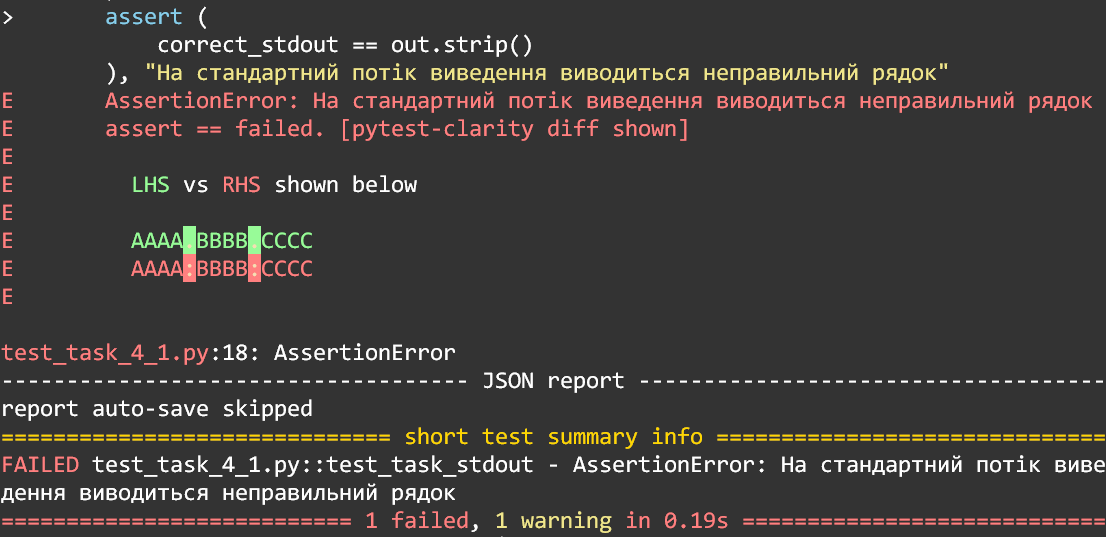 >       assert (
            correct_stdout == out.strip()
        ), "На стандартний потік виведення виводиться неправильний рядок"
E       AssertionError: На стандартний потік виведення виводиться неправильний рядок
E       assert == failed. [pytest-clarity diff shown]
E
E         LHS vs RHS shown below
E
E         AAAA.BBBB.CCCC
E         AAAA:BBBB:CCCC
E
test_task_4_1.py:18: AssertionError
------------------------------------ JSON report ------------------------------------
report auto-save skipped
============================== short test summary info ==============================
FAILED test_task_4_1.py::test_task_stdout - AssertionError: На стандартний потік виве
дення виводиться неправильний рядок
=========================== 1 failed, 1 warning in 0.19s ============================